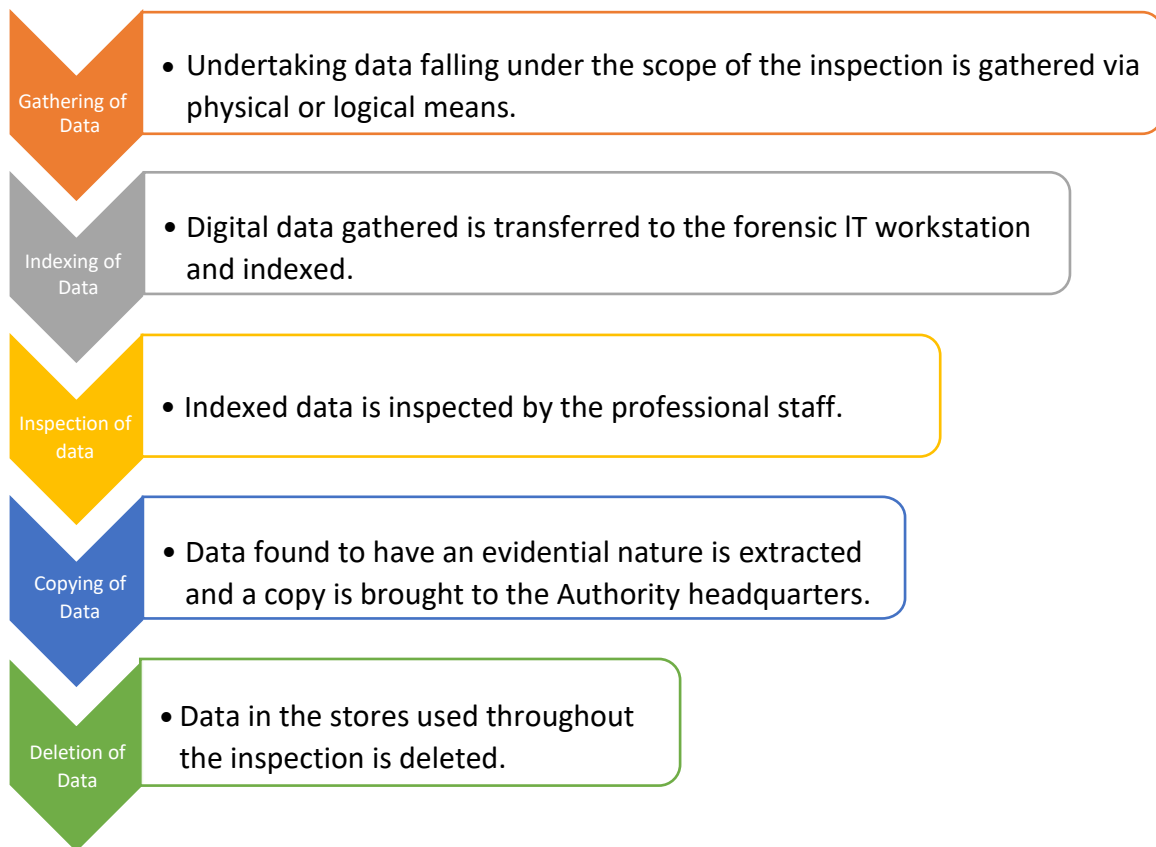 Gathering of
Data
• Undertaking data falling under the scope of the inspection is gathered via
physical or logical means.
Indexing of
Data
• Digital data gathered is transferred to the forensic IT workstation
and indexed.
Inspection of
data
• Indexed data is inspected by the professional staff.
Copying of
Data
• Data found to have an evidential nature is extracted
and a copy is brought to the Authority headquarters.
Deletion of
Data
• Data in the stores used throughout
the inspection is deleted.